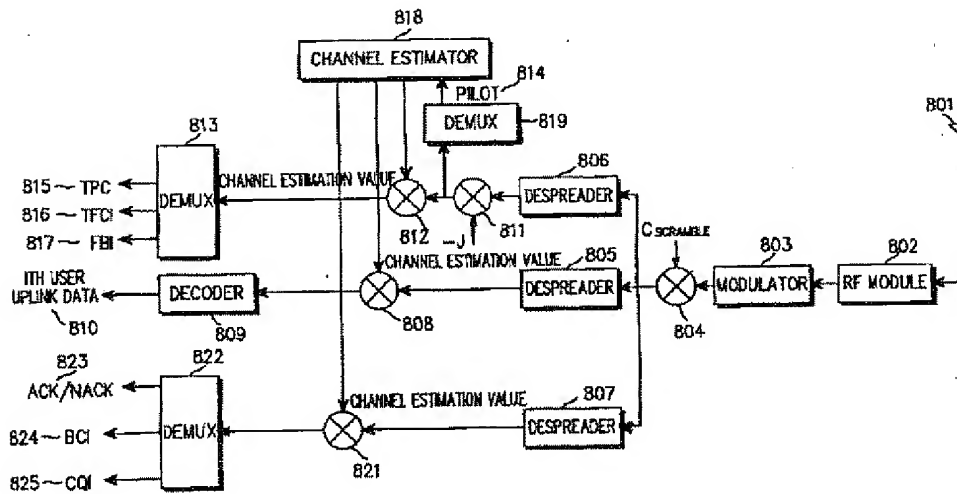 818
CHANNEL ESTIMATOR
PILOT 814
DEMUX 819
801
813
DEMUX
815~TPC
816~TFCI
817~FBI
CHANNEL ESTIMATION VALUE
812
811
-J
806
DESPREADER
CSCRAMBLE
804
803
MODULATOR
802
RF MODULE
ITH USER
UPLINK DATA
810
DECODER
809
808
CHANNEL ESTIMATION VALUE
805
DESPREADER
823
ACK/NACK
824~BCI
825~CQI
822
DEMUX
821
CHANNEL ESTIMATION VALUE
807
DESPREADER